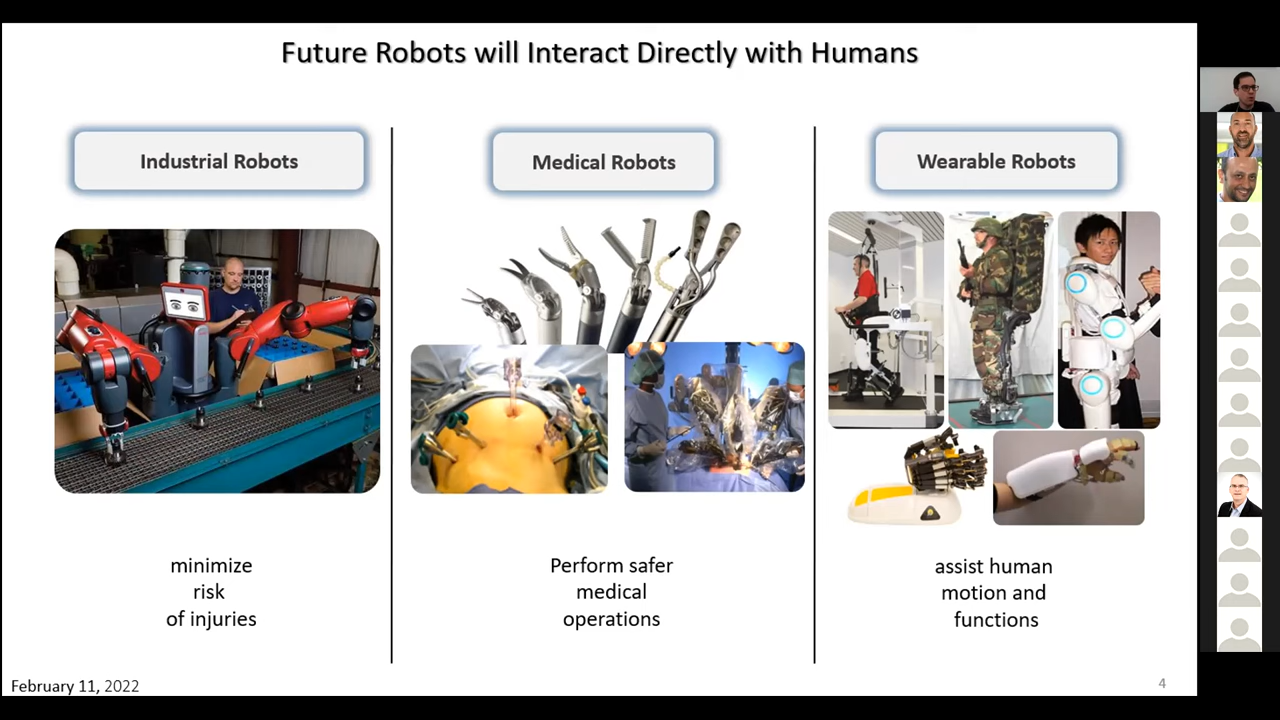 Future Robots will Interact Directly with Humans
Industrial Robots
Medical Robots
Wearable Robots
minimize
risk
of injuries
Perform safer
medical
operations
assist human
motion and
functions
February 11, 2022
4